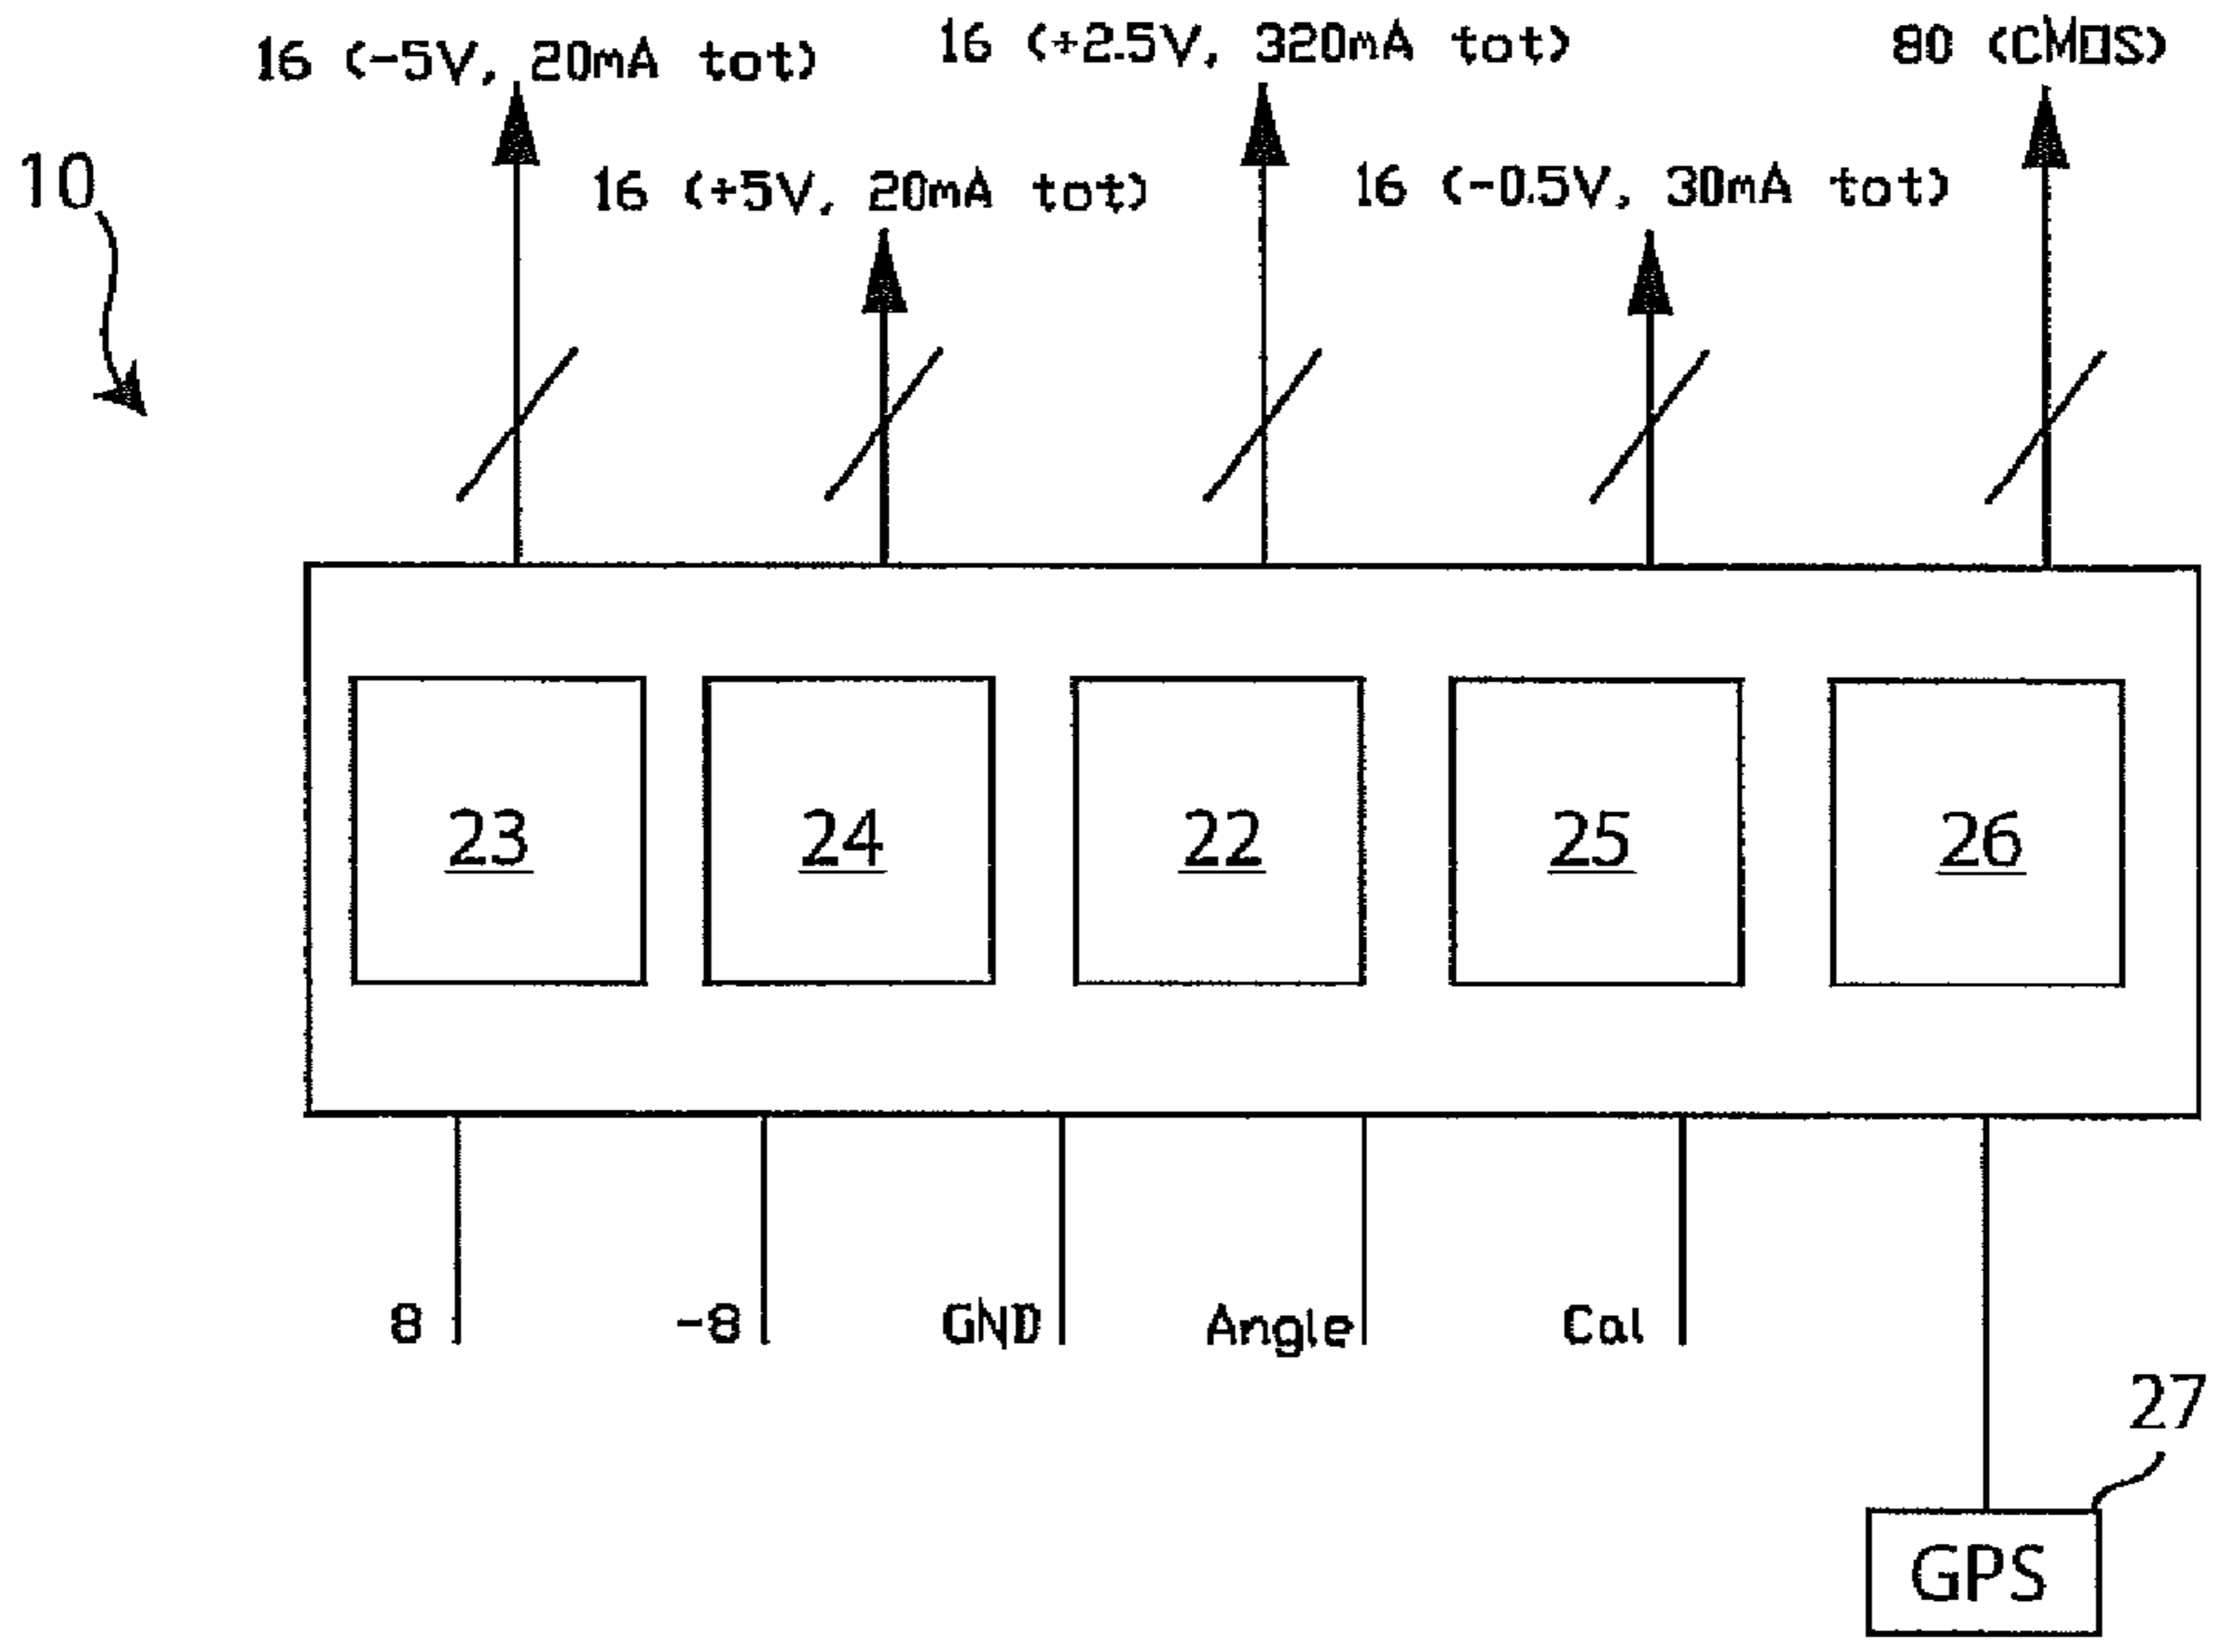 16 (-5V, 20mA tot)
16 (+2.5V, 320mA tot)
80 (CMOS)
10
16 (+5V, 20mA tot)
16 (-0.5V, 30mA tot)
23
24
22
25
26
8
-8
GND
Angle
Cal
27
GPS